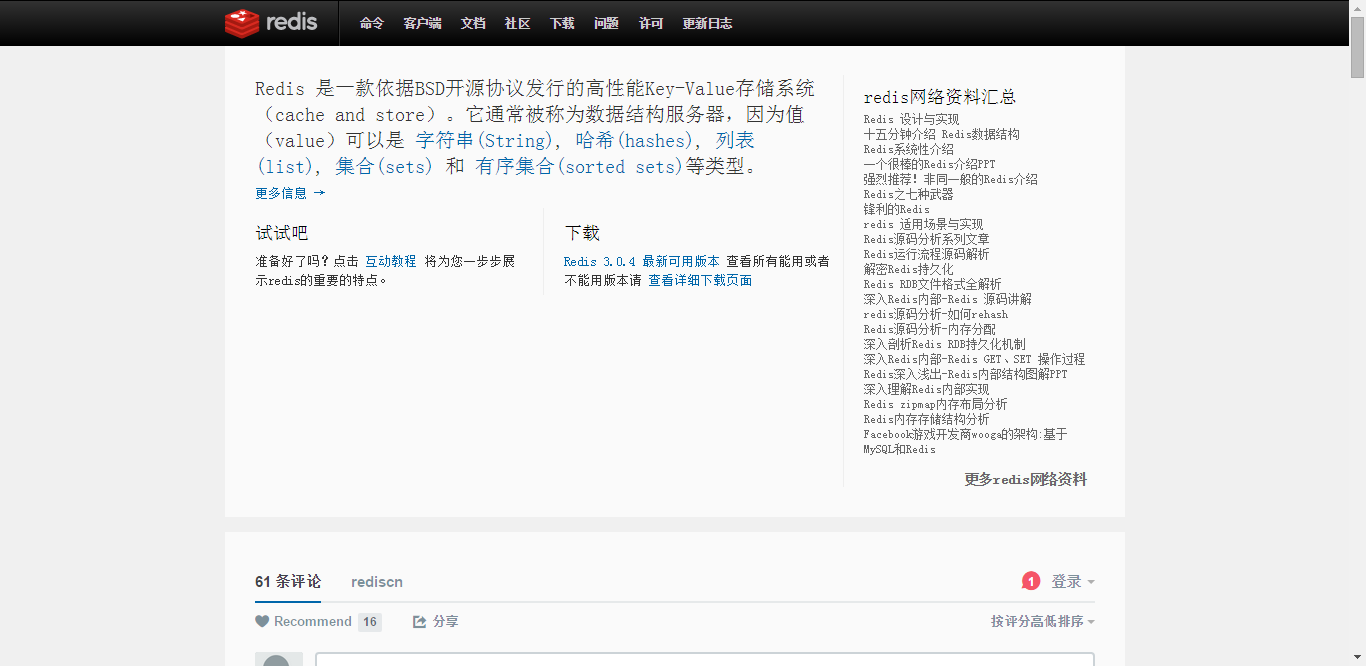 redis
命令 客户端 文档 社区 下载 问题 许可 更新日志
Redis 是一款依据BSD开源协议发行的高性能Key-Value存储系统
（cache and store）。它通常被称为数据结构服务器，因为值
（value）可以是 字符串(String), 哈希(hashes), 列表
(list), 集合(sets) 和 有序集合(sorted sets)等类型。
更多信息 →
试试吧
准备好了吗？点击 互动教程 将为您一步步展
示redis的重要的特点。
下载
Redis 3.0.4 最新可用版本 查看所有能用或者
不能用版本请 查看详细下载页面
redis网络资料汇总
Redis 设计与实现
十五分钟介绍 Redis数据结构
Redis系统性介绍
一个很棒的Redis介绍PPT
强烈推荐！非同一般的Redis介绍
Redis之七种武器
锋利的Redis
redis 适用场景与实现
Redis源码分析系列文章
Redis运行流程源码解析
解密Redis持久化
Redis RDB文件格式全解析
深入Redis内部-Redis 源码讲解
redis源码分析-如何rehash
Redis源码分析-内存分配
深入剖析Redis RDB持久化机制
深入Redis内部-Redis GET、SET 操作过程
Redis深入浅出-Redis内部结构图解PPT
深入理解Redis内部实现
Redis zipmap内存布局分析
Redis内存存储结构分析
Facebook游戏开发商wooga的架构:基于
MySQL和Redis
更多redis网络资料
61 条评论 rediscn 1 登录
Recommend 16 分享 按评分高低排序